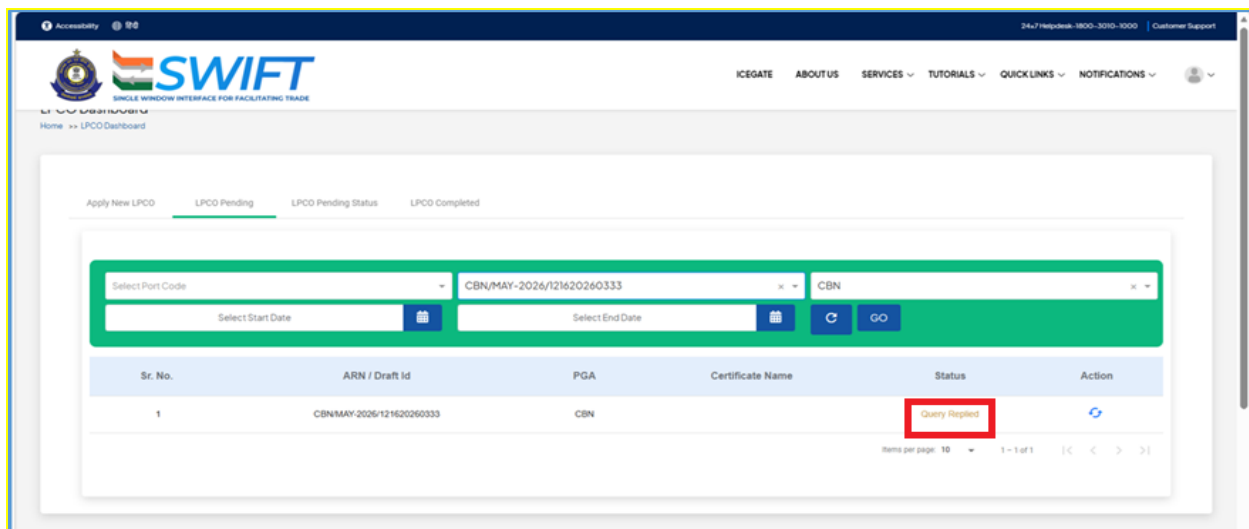 Accessibility हिंदी 24x7 Helpdesk-1800-3010-1000 Customer Support
SWIFT
SINGLE WINDOW INTERFACE FOR FACILITATING TRADE
ICEGATE ABOUT US SERVICES TUTORIALS QUICK LINKS NOTIFICATIONS
LPCO Dashboard
Home >> LPCO Dashboard
Apply New LPCO LPCO Pending LPCO Pending Status LPCO Completed
Select Port Code CBN/MAY-2026/121620260333 × CBN ×
Select Start Date Select End Date GO
Sr. No. ARN / Draft Id PGA Certificate Name Status Action
1 CBN/MAY-2026/121620260333 CBN Query Replied
Items per page: 10 1 – 1 of 1